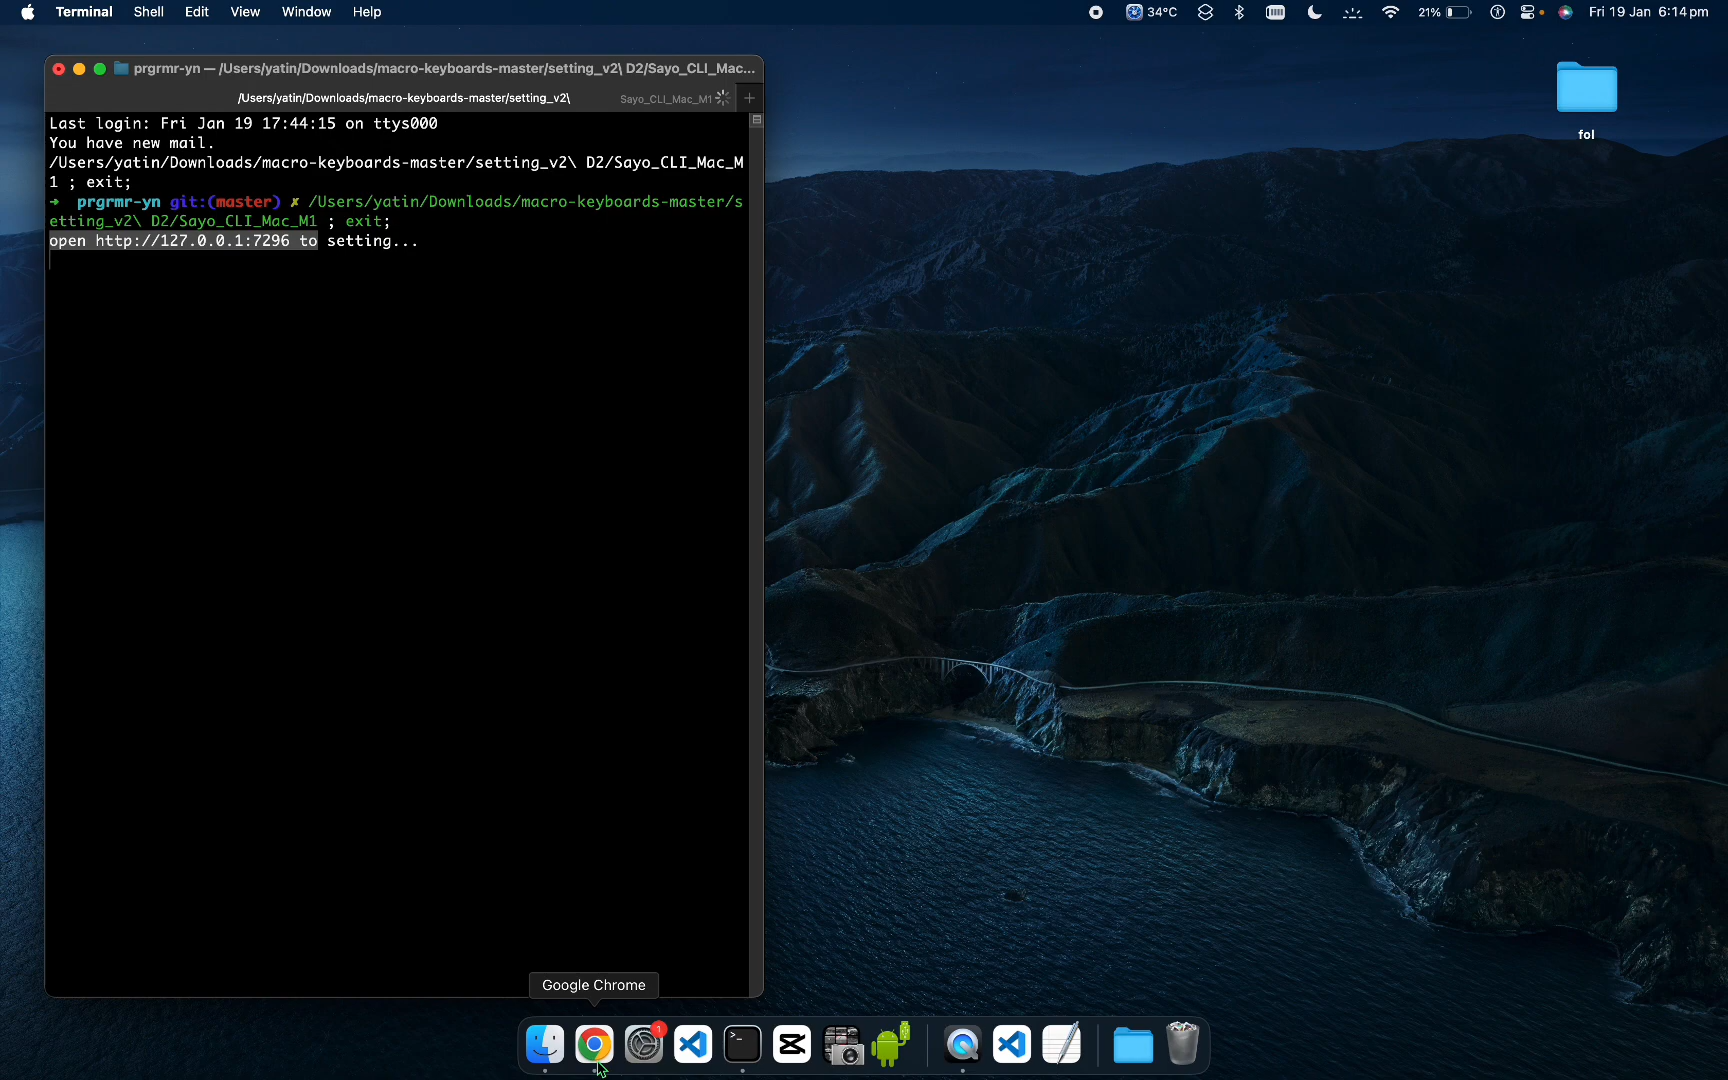 Terminal Shell Edit View Window Help
34°C 21% Fri 19 Jan 6:14 pm
prgrmr-yn — /Users/yatin/Downloads/macro-keyboards-master/setting_v2\ D2/Sayo_CLI_Mac...
/Users/yatin/Downloads/macro-keyboards-master/setting_v2\ Sayo_CLI_Mac_M1 +
Last login: Fri Jan 19 17:44:15 on ttys000
You have new mail.
/Users/yatin/Downloads/macro-keyboards-master/setting_v2\ D2/Sayo_CLI_Mac_M
1 ; exit;
→ prgrmr-yn git:(master) ✗ /Users/yatin/Downloads/macro-keyboards-master/s
etting_v2\ D2/Sayo_CLI_Mac_M1 ; exit;
open http://127.0.0.1:7296 to setting...
fol
Google Chrome
1
>_